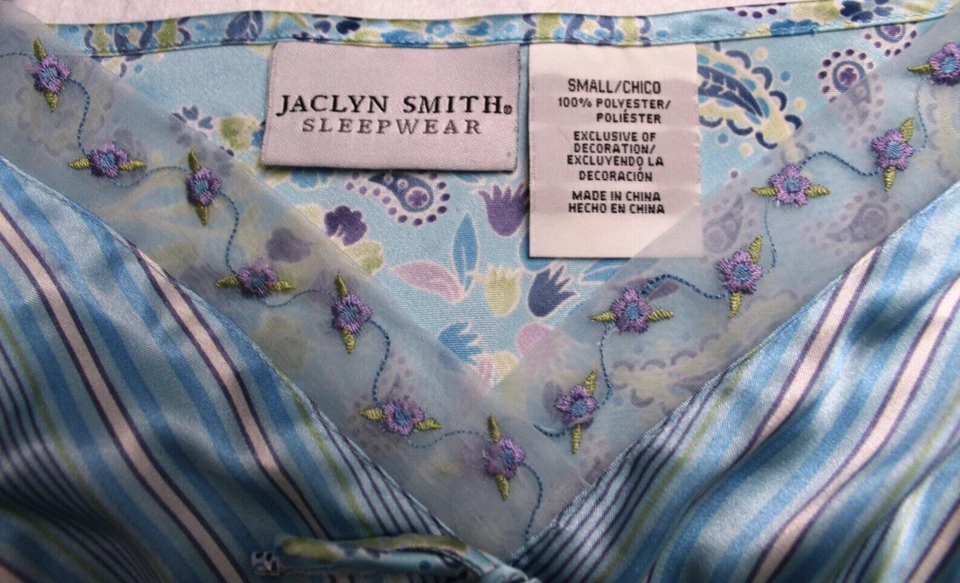 JACLYN SMITH®
SLEEPWEAR
SMALL/CHICO
100% POLYESTER/
POLIÉSTER
EXCLUSIVE OF
DECORATION/
EXCLUYENDO LA
DECORACIÓN
MADE IN CHINA
HECHO EN CHINA